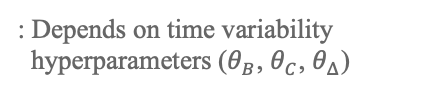 : Depends on time variability
hyperparameters (θ_B, θ_C, θ_Δ)